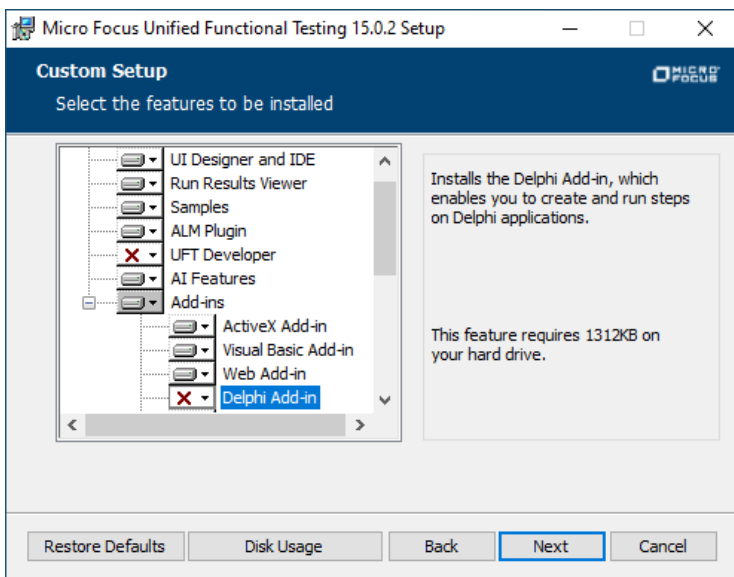 Micro Focus Unified Functional Testing 15.0.2 Setup
Custom Setup
Select the features to be installed
MICRO
FOCUS
UI Designer and IDE
Run Results Viewer
Samples
ALM Plugin
UFT Developer
AI Features
Add-ins
ActiveX Add-in
Visual Basic Add-in
Web Add-in
Delphi Add-in
Installs the Delphi Add-in, which
enables you to create and run steps
on Delphi applications.
This feature requires 1312KB on
your hard drive.
Restore Defaults
Disk Usage
Back
Next
Cancel